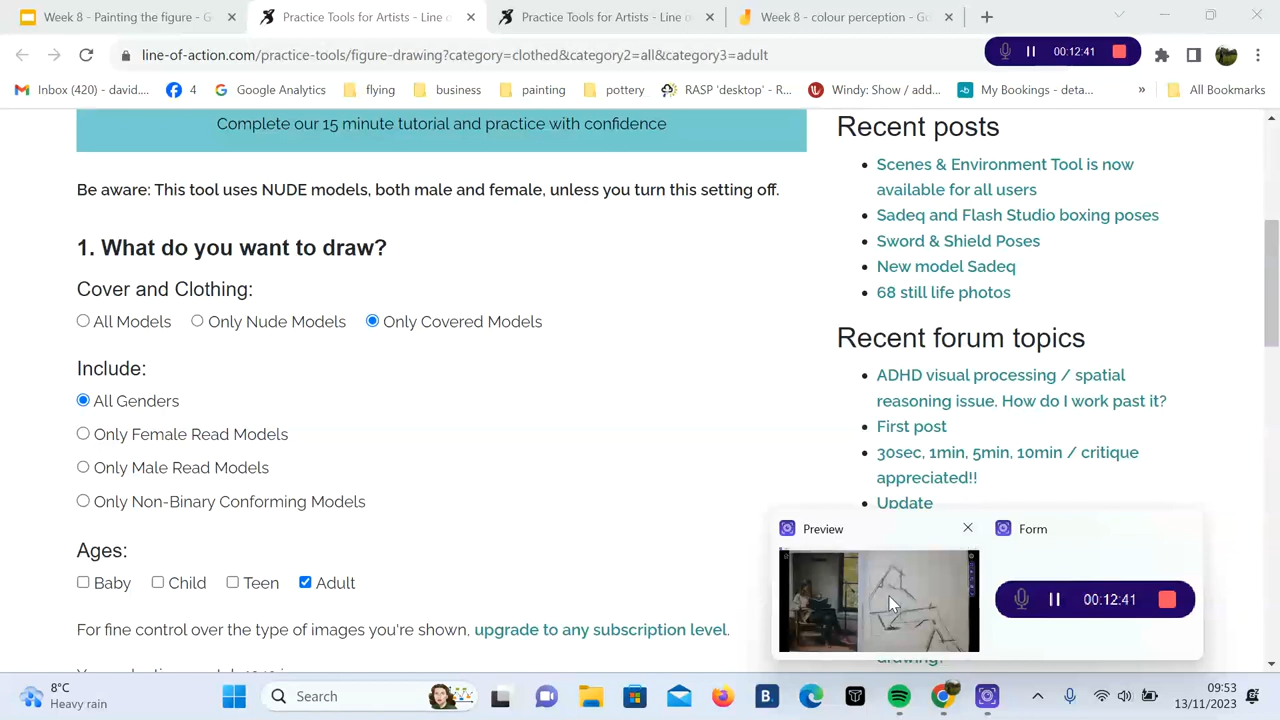 Week 8 - Painting the figure - G
Practice Tools for Artists - Line o
Practice Tools for Artists - Line o
Week 8 - colour perception - Go
line-of-action.com/practice-tools/figure-drawing?category=clothed&category2=all&category3=adult
00:12:41
Inbox (420) - david....
4
Google Analytics
flying
business
painting
pottery
RASP 'desktop' - R...
Windy: Show / add...
My Bookings - deta...
»
All Bookmarks
Complete our 15 minute tutorial and practice with confidence
Be aware: This tool uses NUDE models, both male and female, unless you turn this setting off.
1. What do you want to draw?
Cover and Clothing:
All Models
Only Nude Models
Only Covered Models
Include:
All Genders
Only Female Read Models
Only Male Read Models
Only Non-Binary Conforming Models
Ages:
Baby
Child
Teen
Adult
For fine control over the type of images you're shown, upgrade to any subscription level.
Recent posts
Scenes & Environment Tool is now
available for all users
Sadeq and Flash Studio boxing poses
Sword & Shield Poses
New model Sadeq
68 still life photos
Recent forum topics
ADHD visual processing / spatial
reasoning issue. How do I work past it?
First post
30sec, 1min, 5min, 10min / critique
appreciated!!
Update
Preview
Form
00:12:41
drawing?
8°C
Heavy rain
Search
B
09:53
13/11/2023